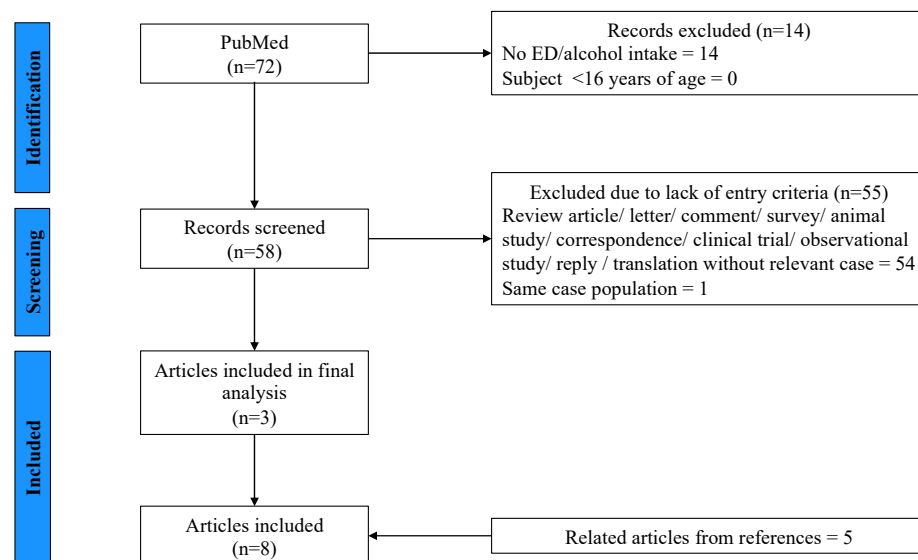 Identification
PubMed
(n=72)
Records excluded (n=14)
No ED/alcohol intake = 14
Subject <16 years of age = 0
Screening
Records screened
(n=58)
Excluded due to lack of entry criteria (n=55)
Review article/ letter/ comment/ survey/ animal
study/ correspondence/ clinical trial/ observational
study/ reply / translation without relevant case = 54
Same case population = 1
Included
Articles included in final
analysis
(n=3)
Articles included
(n=8)
Related articles from references = 5